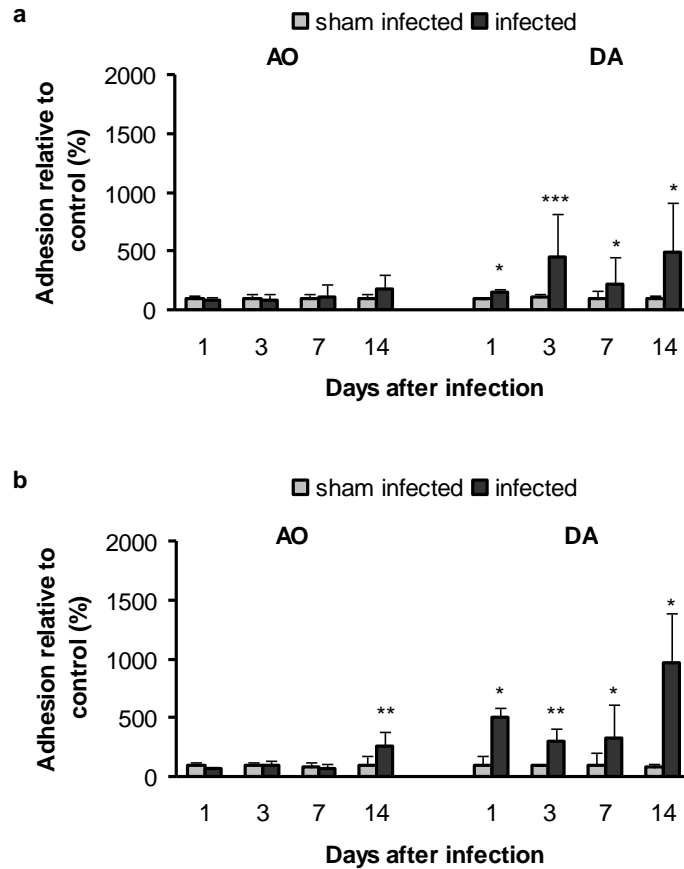 a
sham infected infected
AO DA
2000
1500
1000
500
0
Adhesion relative to
control (%)
* *** * *
1 3 7 14 1 3 7 14
Days after infection
b
sham infected infected
AO DA
2000
1500
1000
500
0
Adhesion relative to
control (%)
** * ** * *
1 3 7 14 1 3 7 14
Days after infection